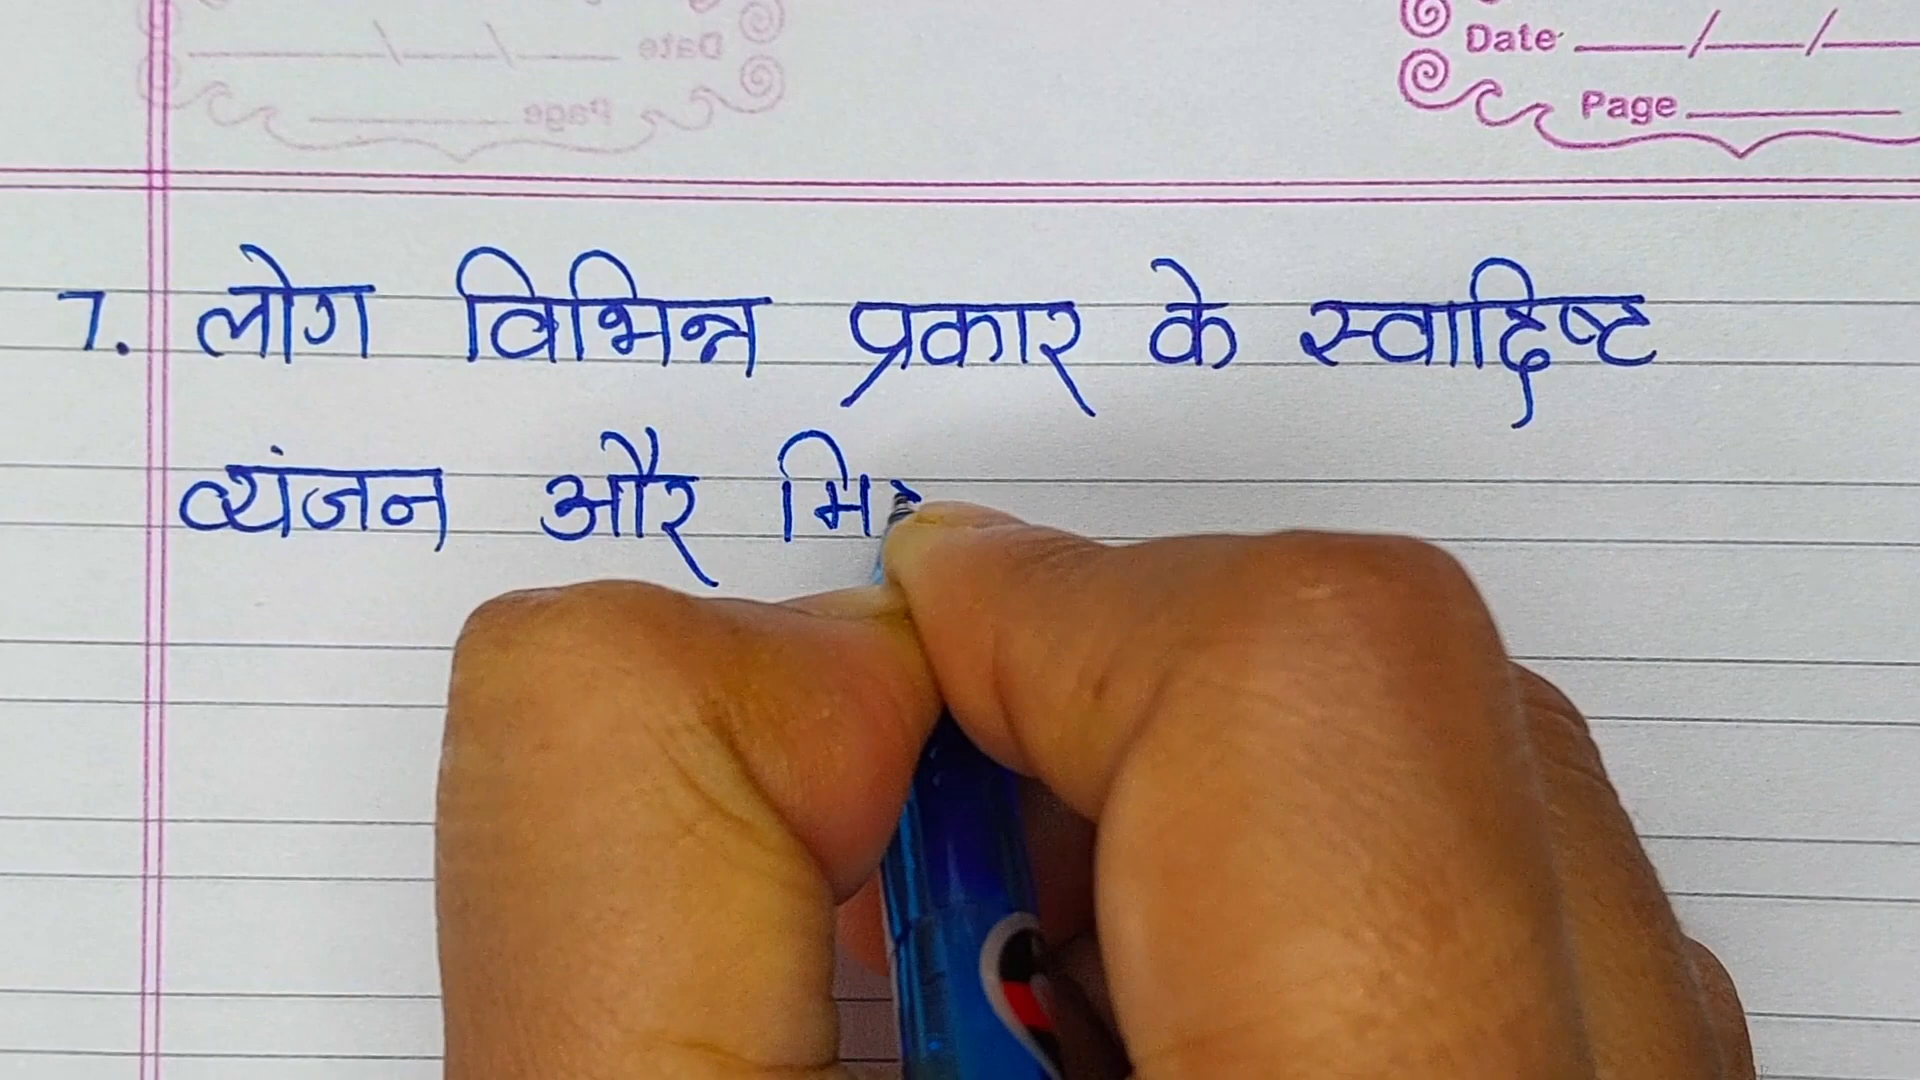 Date
Page
7. लोग विभिन्न प्रकार के स्वादिष्ट
व्यंजन और मि